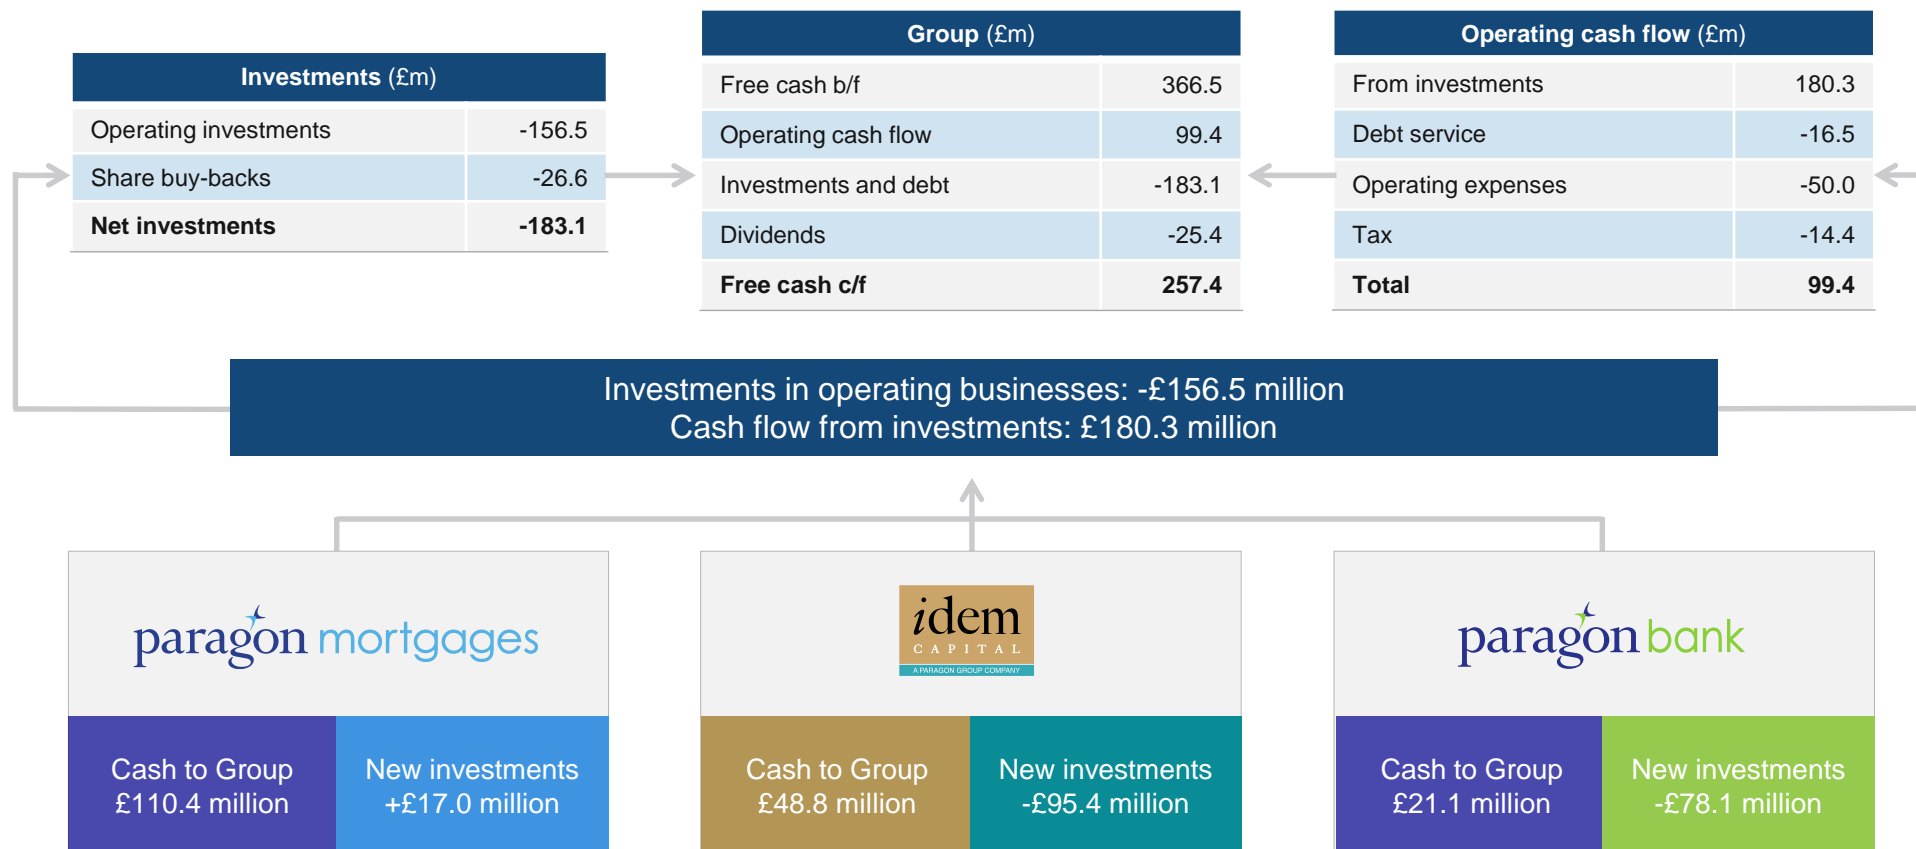 Investments (£m)
Operating investments -156.5
Share buy-backs -26.6
Net investments -183.1
Group (£m)
Free cash b/f 366.5
Operating cash flow 99.4
Investments and debt -183.1
Dividends -25.4
Free cash c/f 257.4
Operating cash flow (£m)
From investments 180.3
Debt service -16.5
Operating expenses -50.0
Tax -14.4
Total 99.4
Investments in operating businesses: -£156.5 million
Cash flow from investments: £180.3 million
paragon mortgages
Cash to Group
£110.4 million
New investments
+£17.0 million
idem
CAPITAL
A PARAGON GROUP COMPANY
Cash to Group
£48.8 million
New investments
-£95.4 million
paragon bank
Cash to Group
£21.1 million
New investments
-£78.1 million